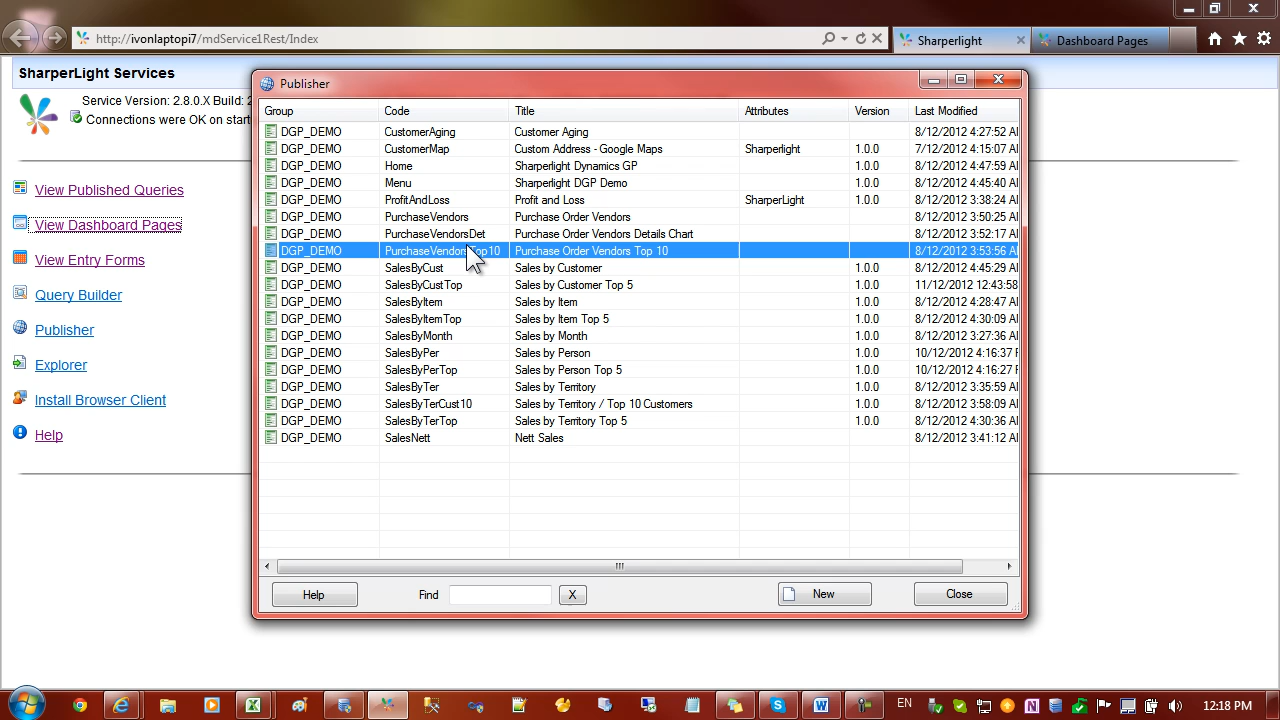 http://ivonlaptopi7/mdService1Rest/Index
Sharperlight
Dashboard Pages
SharperLight Services
Service Version: 2.8.0.X Build: 2
Connections were OK on start
View Published Queries
View Dashboard Pages
View Entry Forms
Query Builder
Publisher
Explorer
Install Browser Client
Help
Publisher
Group Code Title Attributes Version Last Modified
DGP_DEMO CustomerAging Customer Aging 8/12/2012 4:27:52 AI
DGP_DEMO CustomerMap Custom Address - Google Maps Sharperlight 1.0.0 7/12/2012 4:15:07 AI
DGP_DEMO Home Sharperlight Dynamics GP 1.0.0 8/12/2012 4:47:59 AI
DGP_DEMO Menu Sharperlight DGP Demo 1.0.0 8/12/2012 4:45:40 AI
DGP_DEMO ProfitAndLoss Profit and Loss SharperLight 1.0.0 8/12/2012 3:38:24 AI
DGP_DEMO PurchaseVendors Purchase Order Vendors 8/12/2012 3:50:25 AI
DGP_DEMO PurchaseVendorsDet Purchase Order Vendors Details Chart 8/12/2012 3:52:17 AI
DGP_DEMO PurchaseVendorsTop10 Purchase Order Vendors Top 10 8/12/2012 3:53:56 AI
DGP_DEMO SalesByCust Sales by Customer 1.0.0 8/12/2012 4:45:29 AI
DGP_DEMO SalesByCustTop Sales by Customer Top 5 1.0.0 11/12/2012 12:43:58
DGP_DEMO SalesByItem Sales by Item 1.0.0 8/12/2012 4:28:47 AI
DGP_DEMO SalesByItemTop Sales by Item Top 5 1.0.0 8/12/2012 4:30:09 AI
DGP_DEMO SalesByMonth Sales by Month 1.0.0 8/12/2012 3:27:36 AI
DGP_DEMO SalesByPer Sales by Person 1.0.0 10/12/2012 4:16:37 F
DGP_DEMO SalesByPerTop Sales by Person Top 5 1.0.0 10/12/2012 4:16:27 F
DGP_DEMO SalesByTer Sales by Territory 1.0.0 8/12/2012 3:35:59 AI
DGP_DEMO SalesByTerCust10 Sales by Territory / Top 10 Customers 1.0.0 8/12/2012 3:58:09 AI
DGP_DEMO SalesByTerTop Sales by Territory Top 5 1.0.0 8/12/2012 4:30:36 AI
DGP_DEMO SalesNett Nett Sales 8/12/2012 3:41:12 AI
Help Find X New Close
EN 12:18 PM